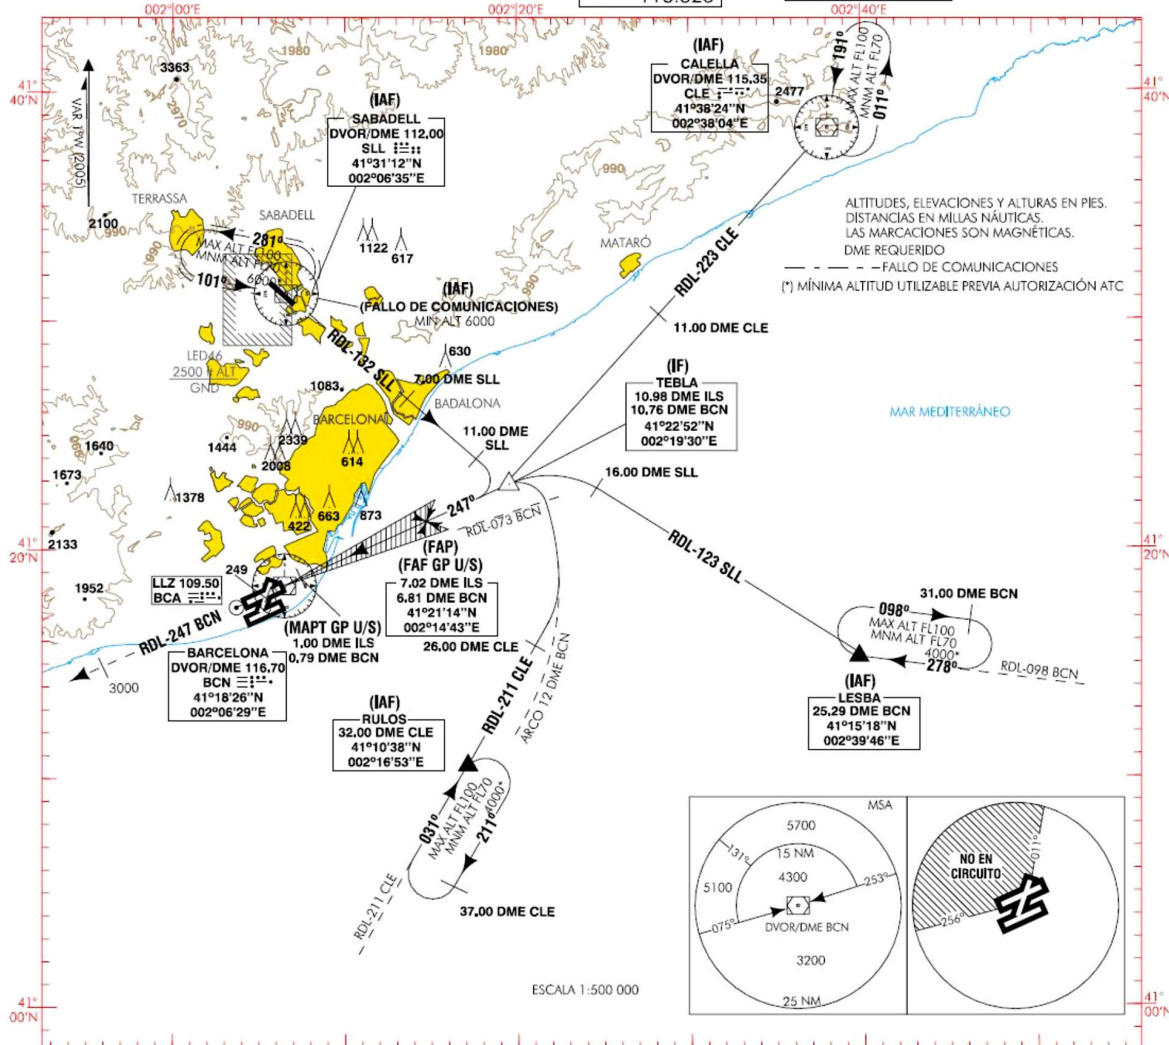 118.325
002°00'
002°20'
002°40'
41°
40'N
41°
40'N
VAR 1°W (2005)
3363
1980
1980
2970
990
990
990
990
990
990
990
2100
TERRASSA
SABADELL
(IAF)
SABADELL
DVOR/DME 112.00
SLL
41°31'12"N
002°06'35"E
(IAF)
CALELLA
DVOR/DME 115.35
CLE
41°38'24"N
002°38'04"E
2477
191°
MAX ALT FL100
MNM ALT FL70
011°
ALTITUDES, ELEVACIONES Y ALTURAS EN PIES.
DISTANCIAS EN MILLAS NÁUTICAS.
LAS MARCACIONES SON MAGNÉTICAS.
DME REQUERIDO
FALLO DE COMUNICACIONES
(*) MÍNIMA ALTITUD UTILIZABLE PREVIA AUTORIZACIÓN ATC
281°
MAX ALT FL100
MNM ALT FL70
6000
101°
1122
617
MATARÓ
RDL-223 CLE
11.00 DME CLE
(IAF)
(FALLO DE COMUNICACIONES)
MIN ALT 6000
RDL-132 SLL
LED46
2500 ft ALT
GND
630
7.00 DME SLL
BADALONA
1083
BARCELONA
(IF)
TEBLA
10.98 DME ILS
10.76 DME BCN
41°22'52"N
002°19'30"E
MAR MEDITERRÁNEO
11.00 DME
SLL
16.00 DME SLL
1640
1444
2339
2008
614
1673
1378
422
663
873
2133
247°
RDL-073 BCN
RDL-123 SLL
41°
20'N
41°
20'N
(FAP)
(FAF GP U/S)
7.02 DME ILS
6.81 DME BCN
41°21'14"N
002°14'43"E
249
1952
LLZ 109.50
BCA
(MAPT GP U/S)
1.00 DME ILS
0.79 DME BCN
RDL-247 BCN
3000
BARCELONA
DVOR/DME 116.70
BCN
41°18'26"N
002°06'29"E
26.00 DME CLE
RDL-211 CLE
ARCO 12 DME BCN
31,00 DME BCN
098°
MAX ALT FL100
MNM ALT FL70
4000*
278°
RDL-098 BCN
(IAF)
LESBA
25,29 DME BCN
41°15'18"N
002°39'46"E
(IAF)
RULOS
32.00 DME CLE
41°10'38"N
002°16'53"E
031°
MAX ALT FL100
MNM ALT FL70
4000*
211°
RDL-211 CLE
37.00 DME CLE
MSA
5700
131°
15 NM
5100
4300
253°
075°
DVOR/DME BCN
3200
25 NM
NO EN
CIRCUÍTO
011°
256°
ESCALA 1:500 000
41°
00'N
41°
00'N